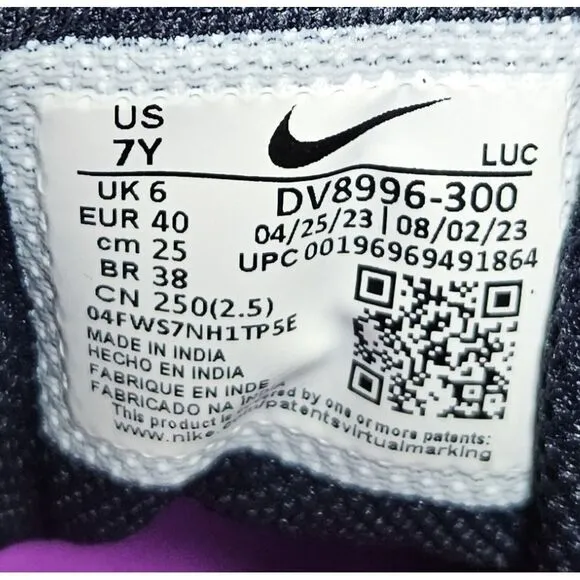 US
7Y
LUC
UK 6
EUR 40
cm 25
BR 38
CN 250(2.5)
DV8996-300
04/25/23 | 08/02/23
UPC 00196969491864
04FWS7NH1TP5E
MADE IN INDIA
HECHO EN INDIA
FABRIQUE EN INDE
FABRICADO NA
This product is by one or more patents:
www.nike.com/patentsvirtualmarking